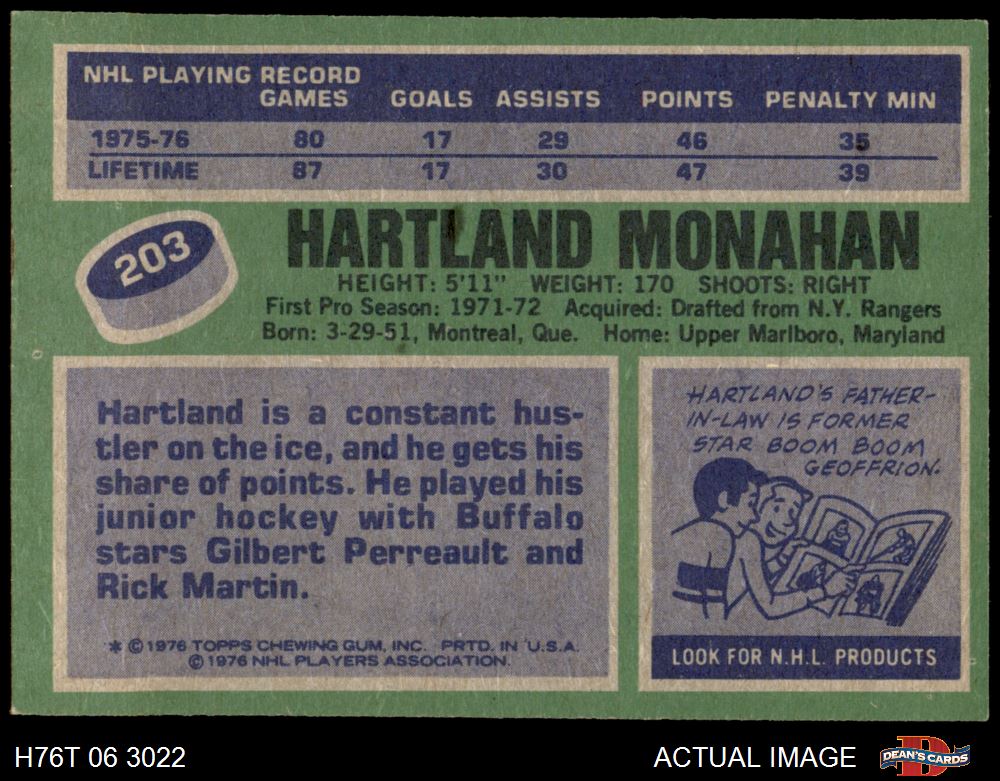 NHL PLAYING RECORD
GAMES GOALS ASSISTS POINTS PENALTY MIN
1975-76 80 17 29 46 35
LIFETIME 87 17 30 47 39
203
HARTLAND MONAHAN
HEIGHT: 5'11" WEIGHT: 170 SHOOTS: RIGHT
First Pro Season: 1971-72 Acquired: Drafted from N.Y. Rangers
Born: 3-29-51, Montreal, Que. Home: Upper Marlboro, Maryland
Hartland is a constant hus-
tler on the ice, and he gets his
share of points. He played his
junior hockey with Buffalo
stars Gilbert Perreault and
Rick Martin.
* © 1976 TOPPS CHEWING GUM, INC. PRTD. IN U.S.A.
© 1976 NHL PLAYERS ASSOCIATION.
HARTLAND'S FATHER-
IN-LAW IS FORMER
STAR BOOM BOOM
GEOFFRION.
LOOK FOR N.H.L. PRODUCTS
H76T 06 3022
ACTUAL IMAGE
DEAN'S CARDS